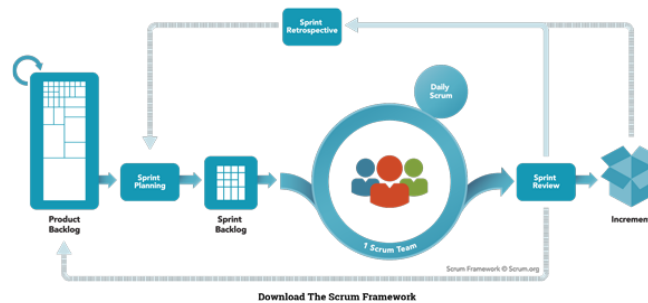 Sprint
Retrospective
Daily
Scrum
Sprint
Planning
Sprint
Review
Product
Backlog
Sprint
Backlog
1 Scrum Team
Increment
Scrum Framework © Scrum.org
Download The Scrum Framework